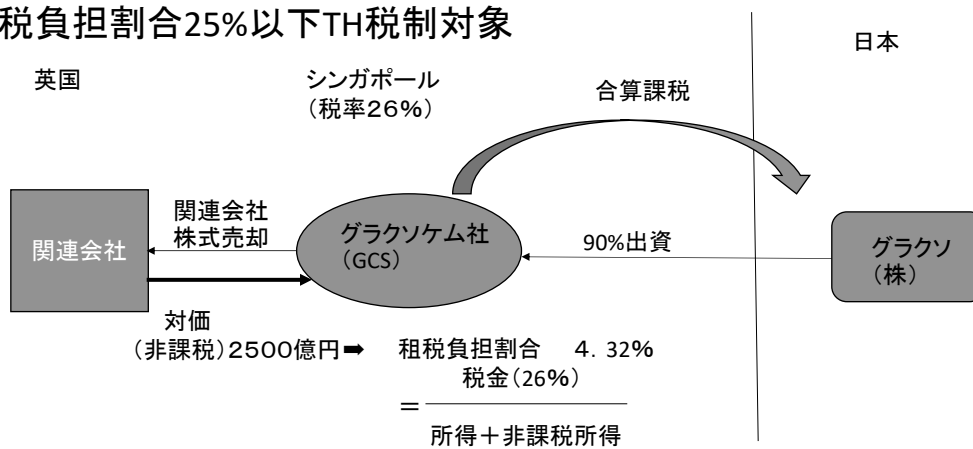 税負担割合25%以下TH税制対象
日本
英国
シンガポール
(税率26%)
合算課税
関連会社
関連会社
株式売却
グラクソケム社
(GCS)
90%出資
グラクソ
(株)
対価
(非課税)2500億円➡
租税負担割合 4.32%
税金(26%)
=
所得+非課税所得